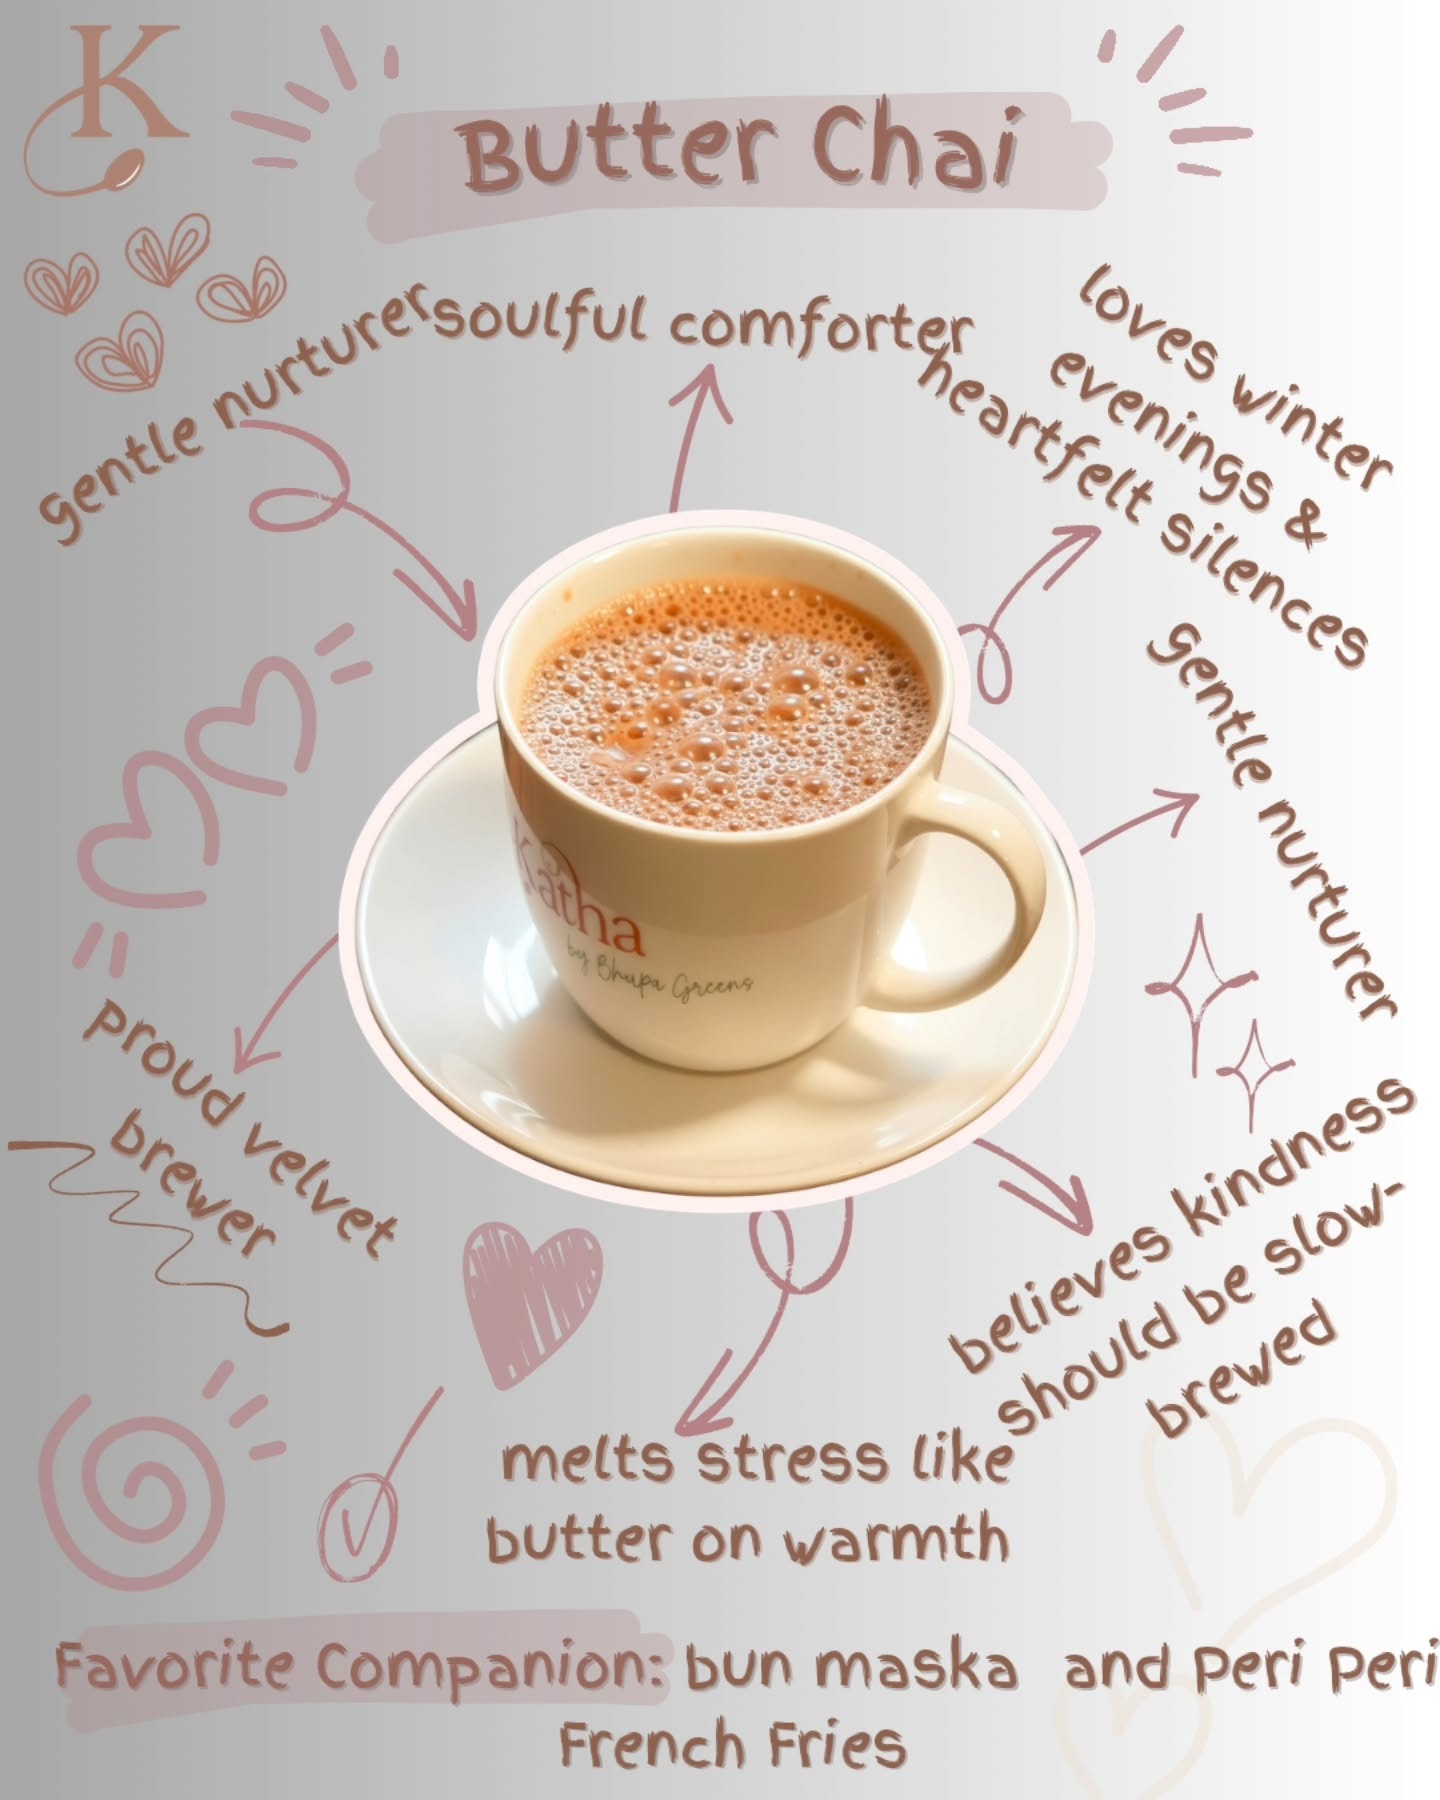 K
Butter Chai
gentle nurturer
soulful comforter
loves winter
evenings &
heartfelt silences
gentle nurturer
Katha
by Bhupa Greens
proud velvet
brewer
believes kindness
should be slow-
brewed
melts stress like
butter on warmth
Favorite Companion: bun maska and Peri Peri
French Fries